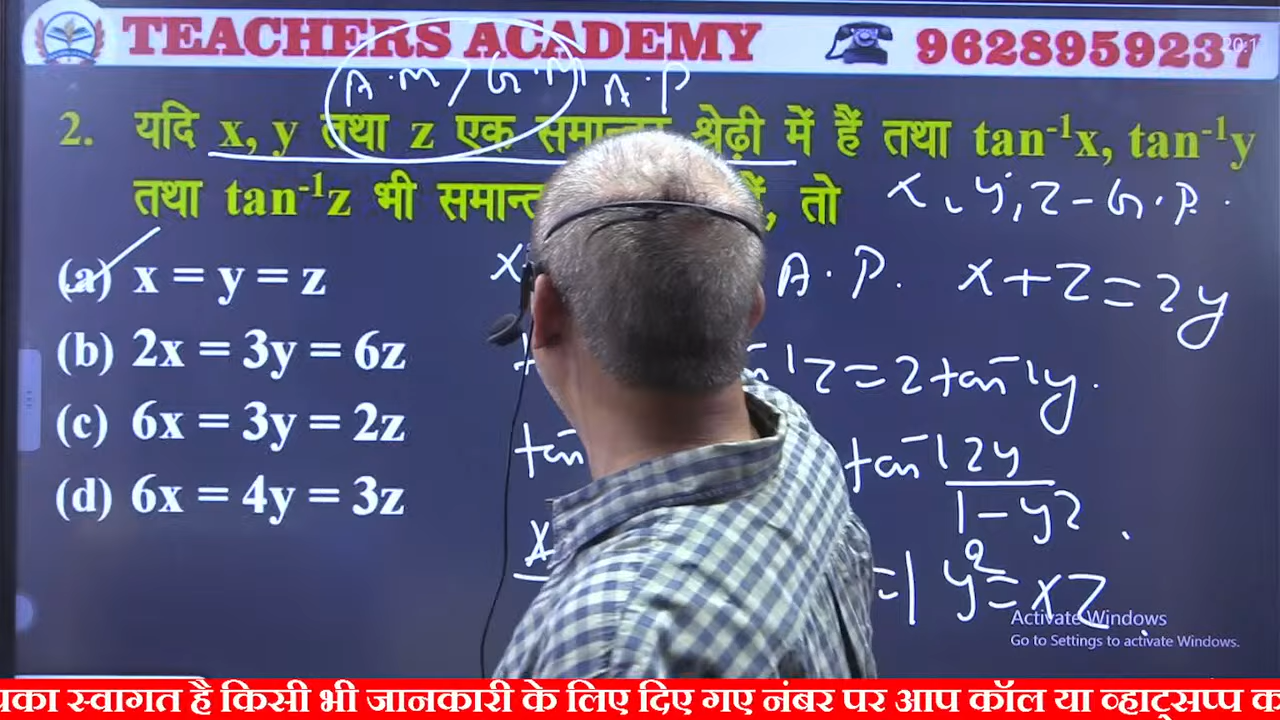 TEACHERS ACADEMY 962895923
A.M > G.M A.P
2. यदि x, y तथा z एक समान्तर श्रेढ़ी में हैं तथा tan⁻¹x, tan⁻¹y
तथा tan⁻¹z भी तो
x, y, z - G.P.
(a) x = y = z
A.P. x + z = 2y
(b) 2x = 3y = 6z
z = 2 tan⁻¹y.
(c) 6x = 3y = 2z
tan⁻¹ 2y
1 - y2
(d) 6x = 4y = 3z
x
=1 y² = xz
Activate Windows
Go to Settings to activate Windows.
स्वागत है किसी भी जानकारी के लिए दिए गए नंबर पर आप कॉल या व्हाट्सप्प